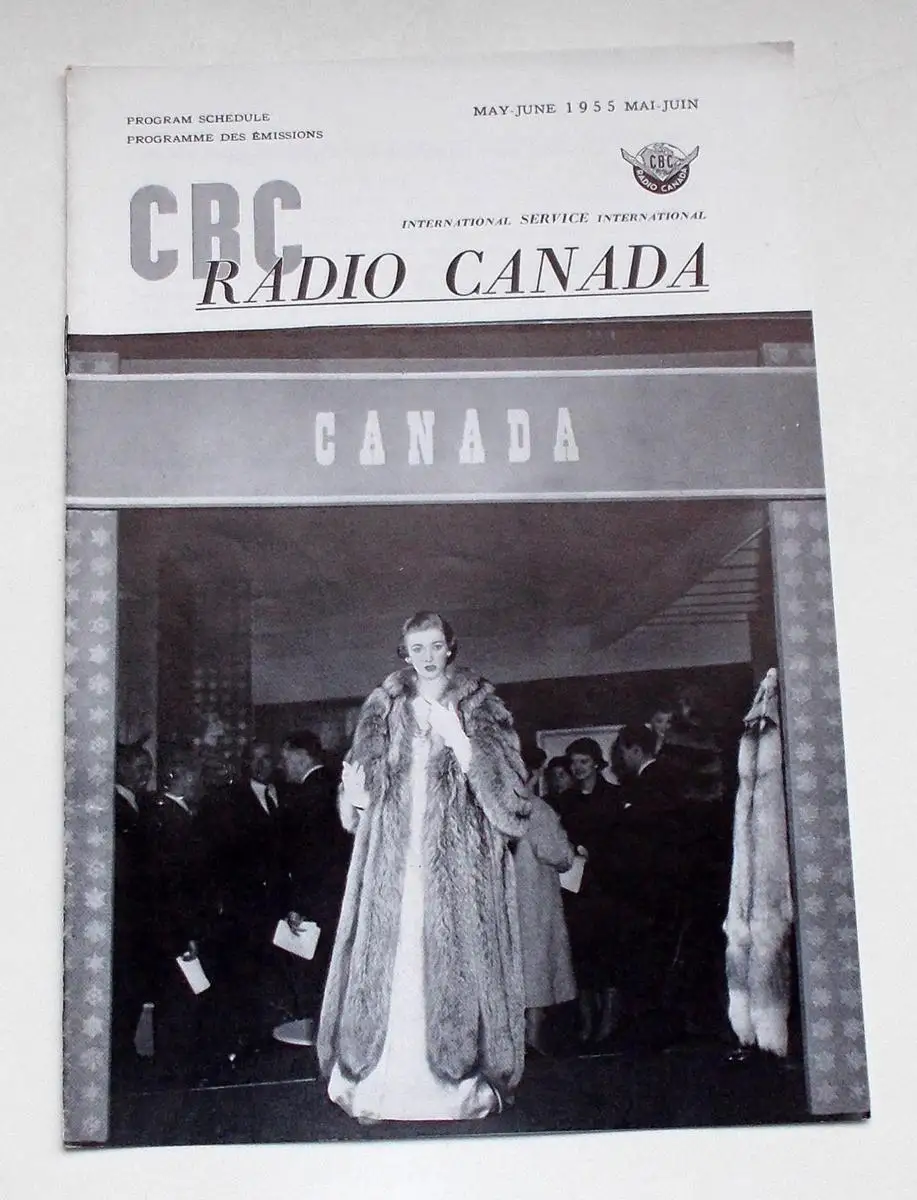 PROGRAM SCHEDULE
PROGRAMME DES ÉMISSIONS
MAY-JUNE 1955 MAI-JUIN
CBC
RADIO CANADA
CBC
INTERNATIONAL SERVICE INTERNATIONAL
RADIO CANADA
CANADA